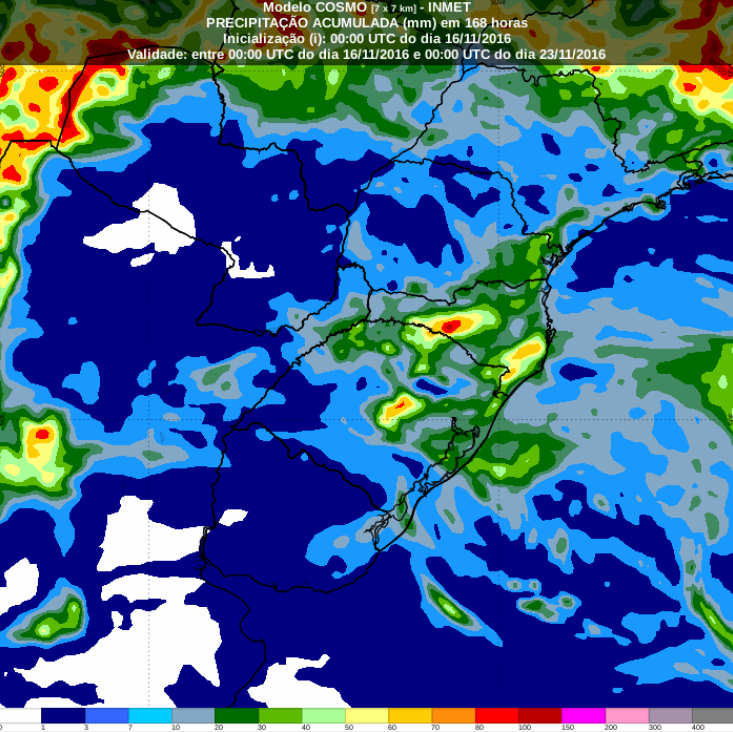 Modelo COSMO [7 x 7 km] - INMET
PRECIPITAÇÃO ACUMULADA (mm) em 168 horas
Inicialização (i): 00:00 UTC do dia 16/11/2016
Validade: entre 00:00 UTC do dia 16/11/2016 e 00:00 UTC do dia 23/11/2016
0 1 3 7 10 20 30 40 50 60 70 80 100 150 200 300 400